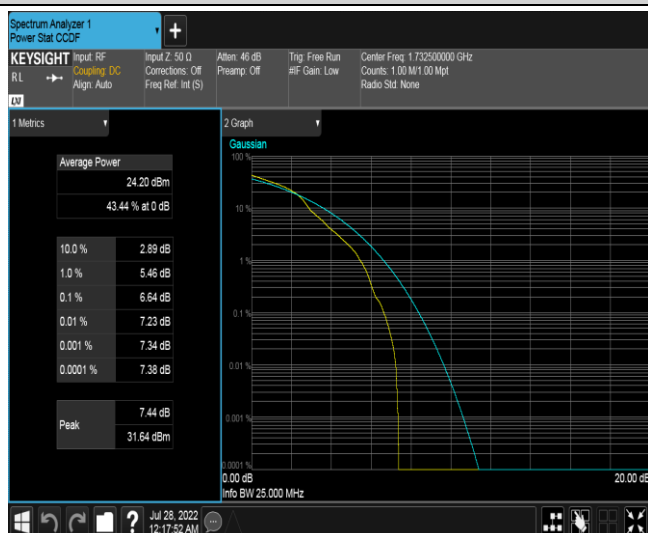 Spectrum Analyzer 1
Power Stat CCDF
KEYSIGHT
RL
LXI
Input: RF
Coupling: DC
Align: Auto
Input Z: 50 Ω
Corrections: Off
Freq Ref: Int (S)
Atten: 46 dB
Preamp: Off
Trig: Free Run
#IF Gain: Low
Center Freq: 1.732500000 GHz
Counts: 1.00 M/1.00 Mpt
Radio Std: None
1 Metrics
Average Power
24.20 dBm
43.44 % at 0 dB
10.0 % 2.89 dB
1.0 % 5.46 dB
0.1 % 6.64 dB
0.01 % 7.23 dB
0.001 % 7.34 dB
0.0001 % 7.38 dB
Peak
7.44 dB
31.64 dBm
2 Graph
Gaussian
100 %
10 %
1 %
0.1 %
0.01 %
0.001 %
0.0001 %
0.00 dB
20.00 dB
Info BW 25.000 MHz
?
Jul 28, 2022
12:17:52 AM